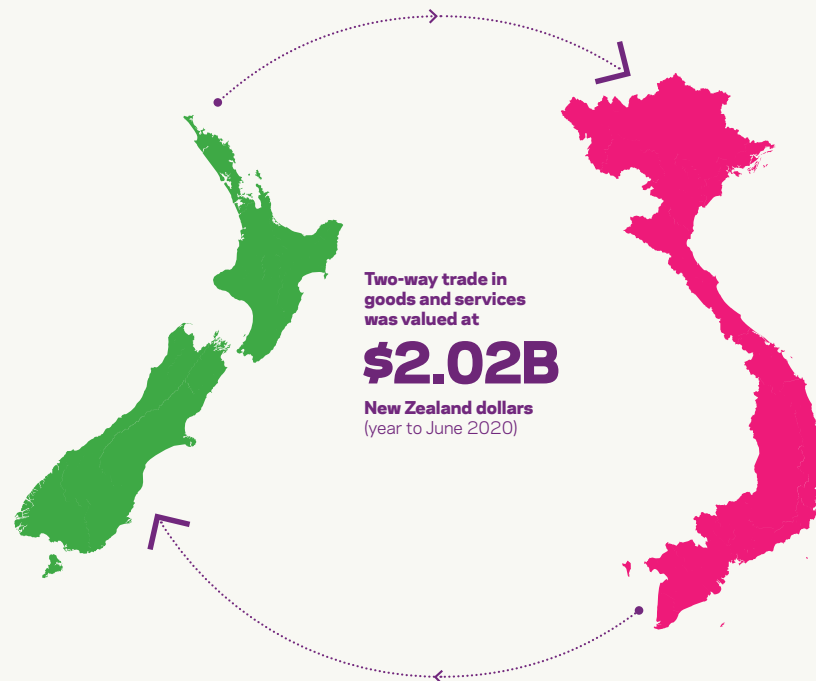 Two-way trade in
goods and services
was valued at
$2.02B
New Zealand dollars
(year to June 2020)